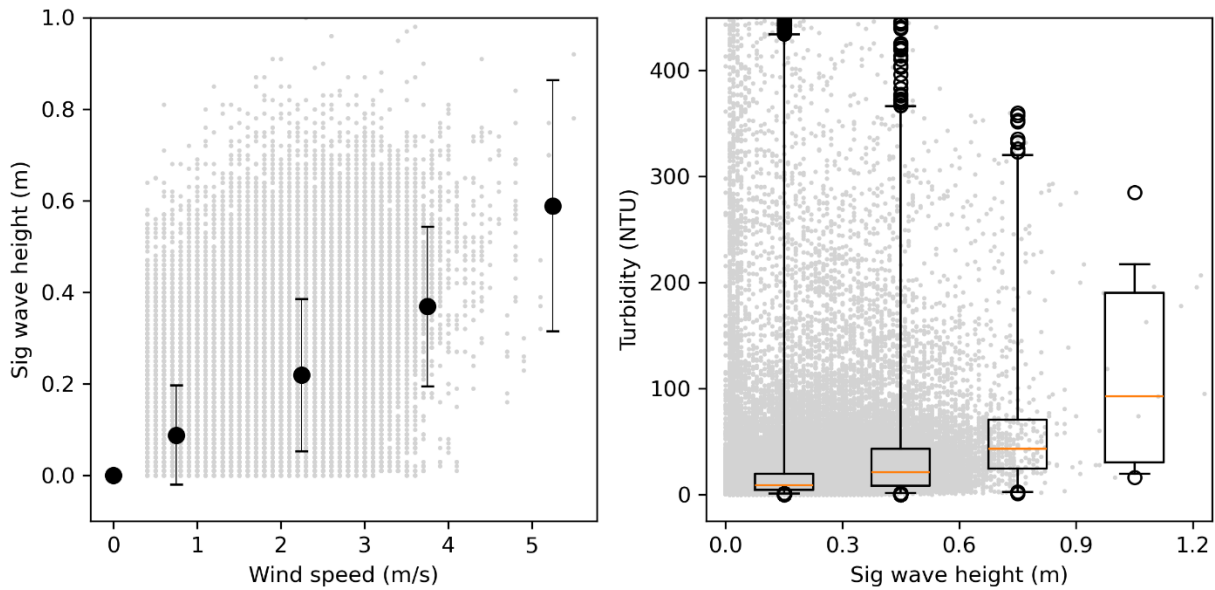 1.0
0.8
0.6
0.4
0.2
0.0
Sig wave height (m)
0 1 2 3 4 5
Wind speed (m/s)
400
300
200
100
0
Turbidity (NTU)
0.0 0.3 0.6 0.9 1.2
Sig wave height (m)